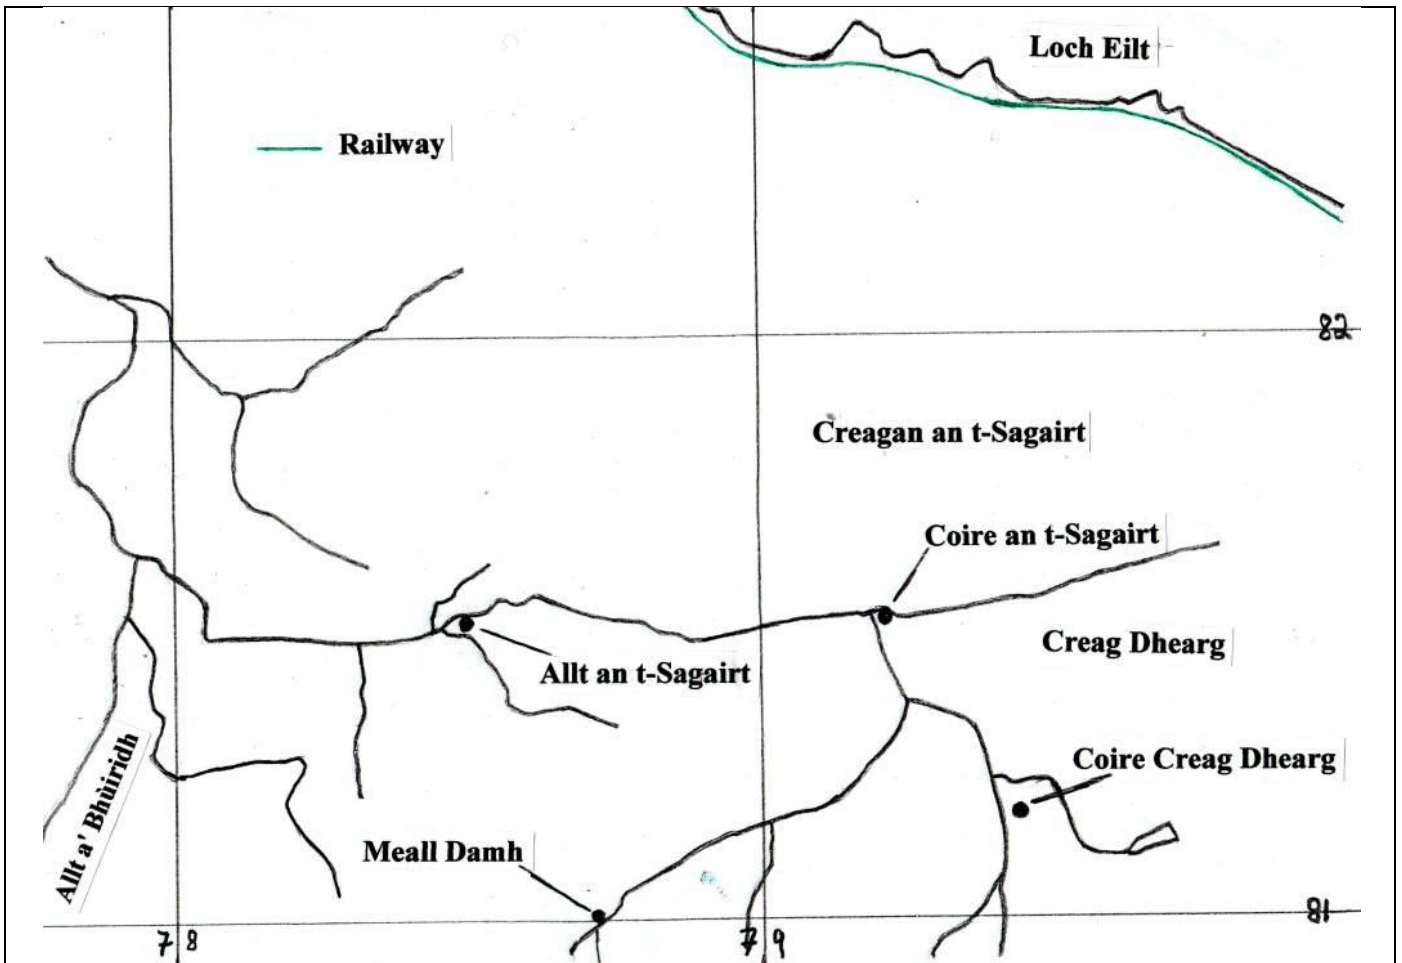 Loch Eilt
Railway
82
Creagan an t-Sagairt
Coire an t-Sagairt
Creag Dhearg
Allt an t-Sagairt
Coire Creag Dhearg
Allt a' Bhùiridh
Meall Damh
81
78
79